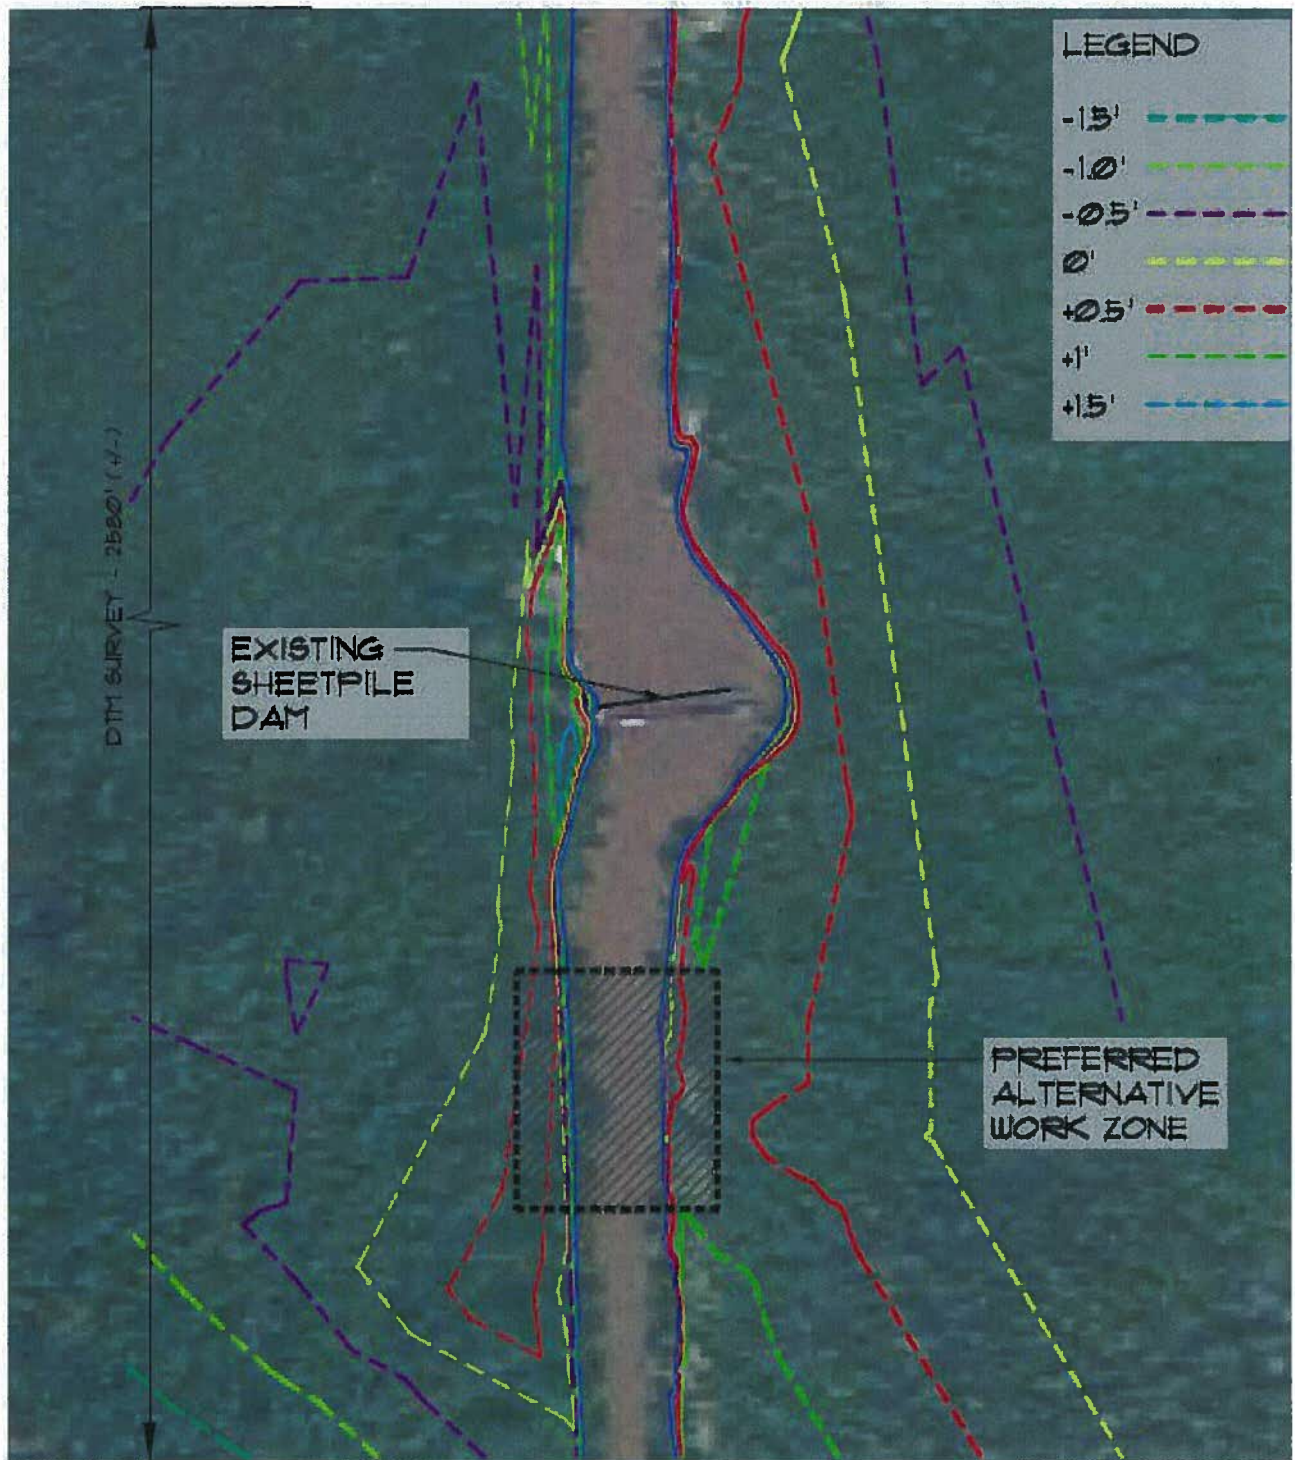 LEGEND
-1.5'
-1.0'
-0.5'
0'
+0.5'
+1'
+1.5'
DTM SURVEY - 2580' (+/-)
EXISTING
SHEETPILE
DAM
PREFERRED
ALTERNATIVE
WORK ZONE